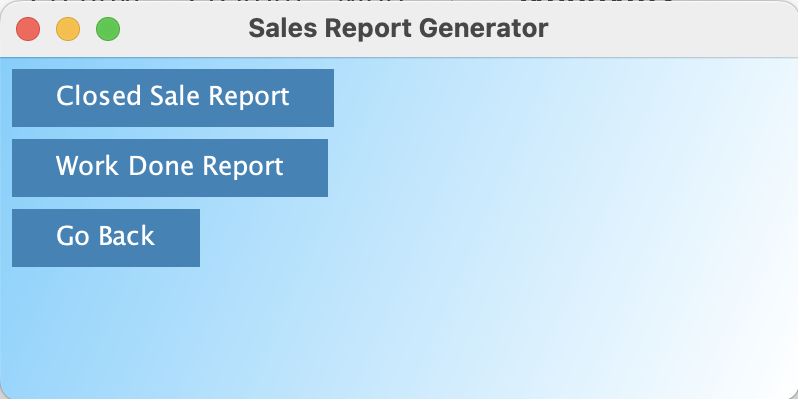 Sales Report Generator
Closed Sale Report
Work Done Report
Go Back